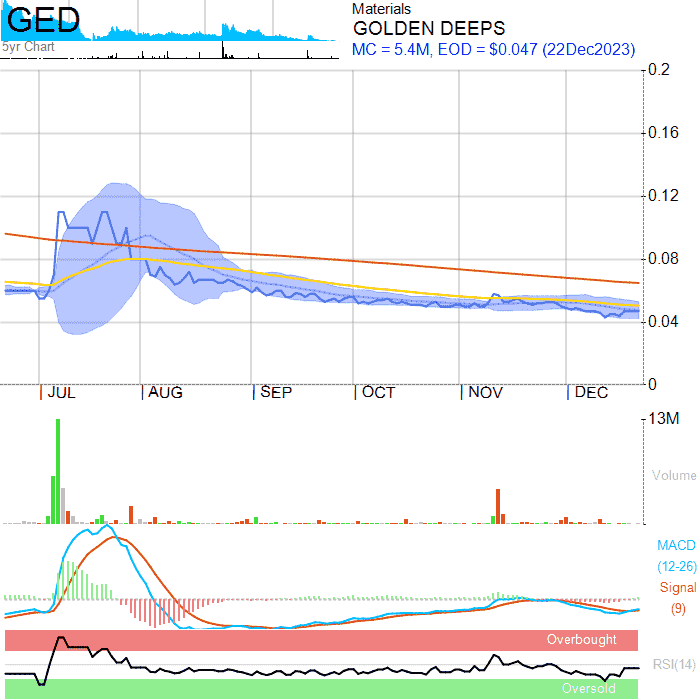 GED
5yr Chart
Materials
GOLDEN DEEPS
MC = 5.4M, EOD = $0.047 (22Dec2023)
0.2
0.16
0.12
0.08
0.04
0
JUL AUG SEP OCT NOV DEC
13M
Volume
MACD
(12-26)
Signal
(9)
Overbought
RSI(14)
Oversold